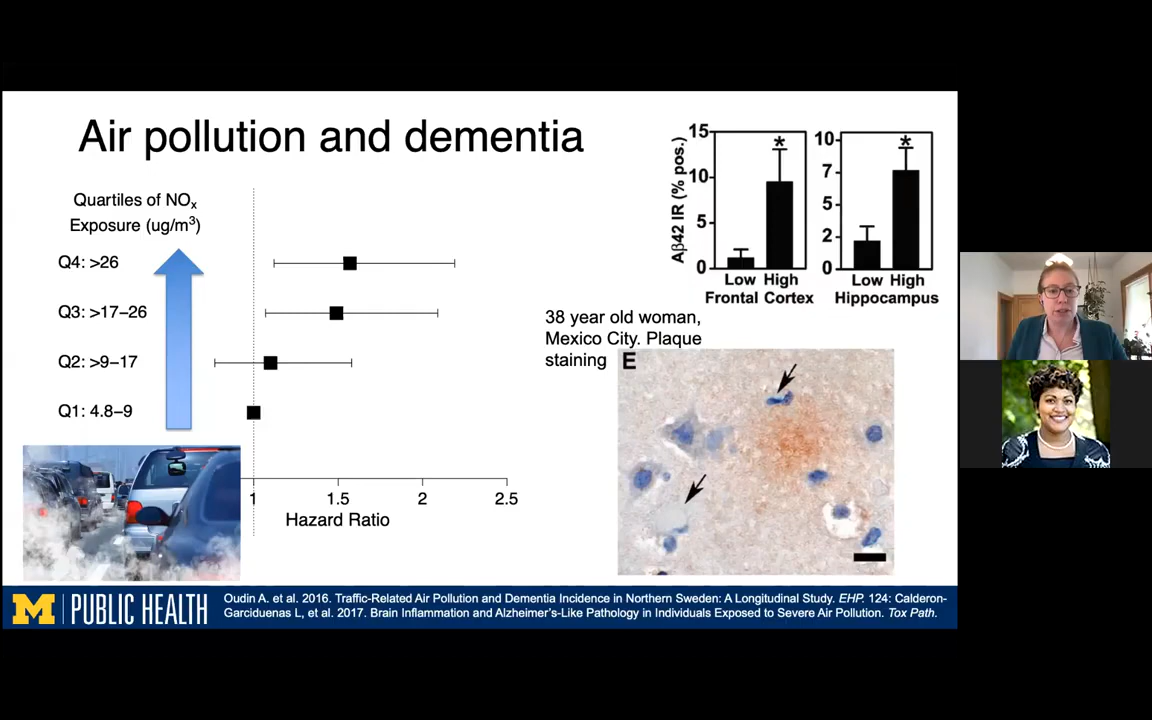 Air pollution and dementia
Quartiles of NOx
Exposure (ug/m3)
Q4: >26
Q3: >17–26
Q2: >9–17
Q1: 4.8–9
1 1.5 2 2.5
Hazard Ratio
Aβ42 IR (% pos.)
15
10
5
0
Low High
Frontal Cortex
*
10
7
5
2
0
Low High
Hippocampus
*
38 year old woman,
Mexico City. Plaque
staining
E
M PUBLIC HEALTH
Oudin A. et al. 2016. Traffic-Related Air Pollution and Dementia Incidence in Northern Sweden: A Longitudinal Study. EHP. 124: Calderon-
Garciduenas L, et al. 2017. Brain Inflammation and Alzheimer's-Like Pathology in Individuals Exposed to Severe Air Pollution. Tox Path.